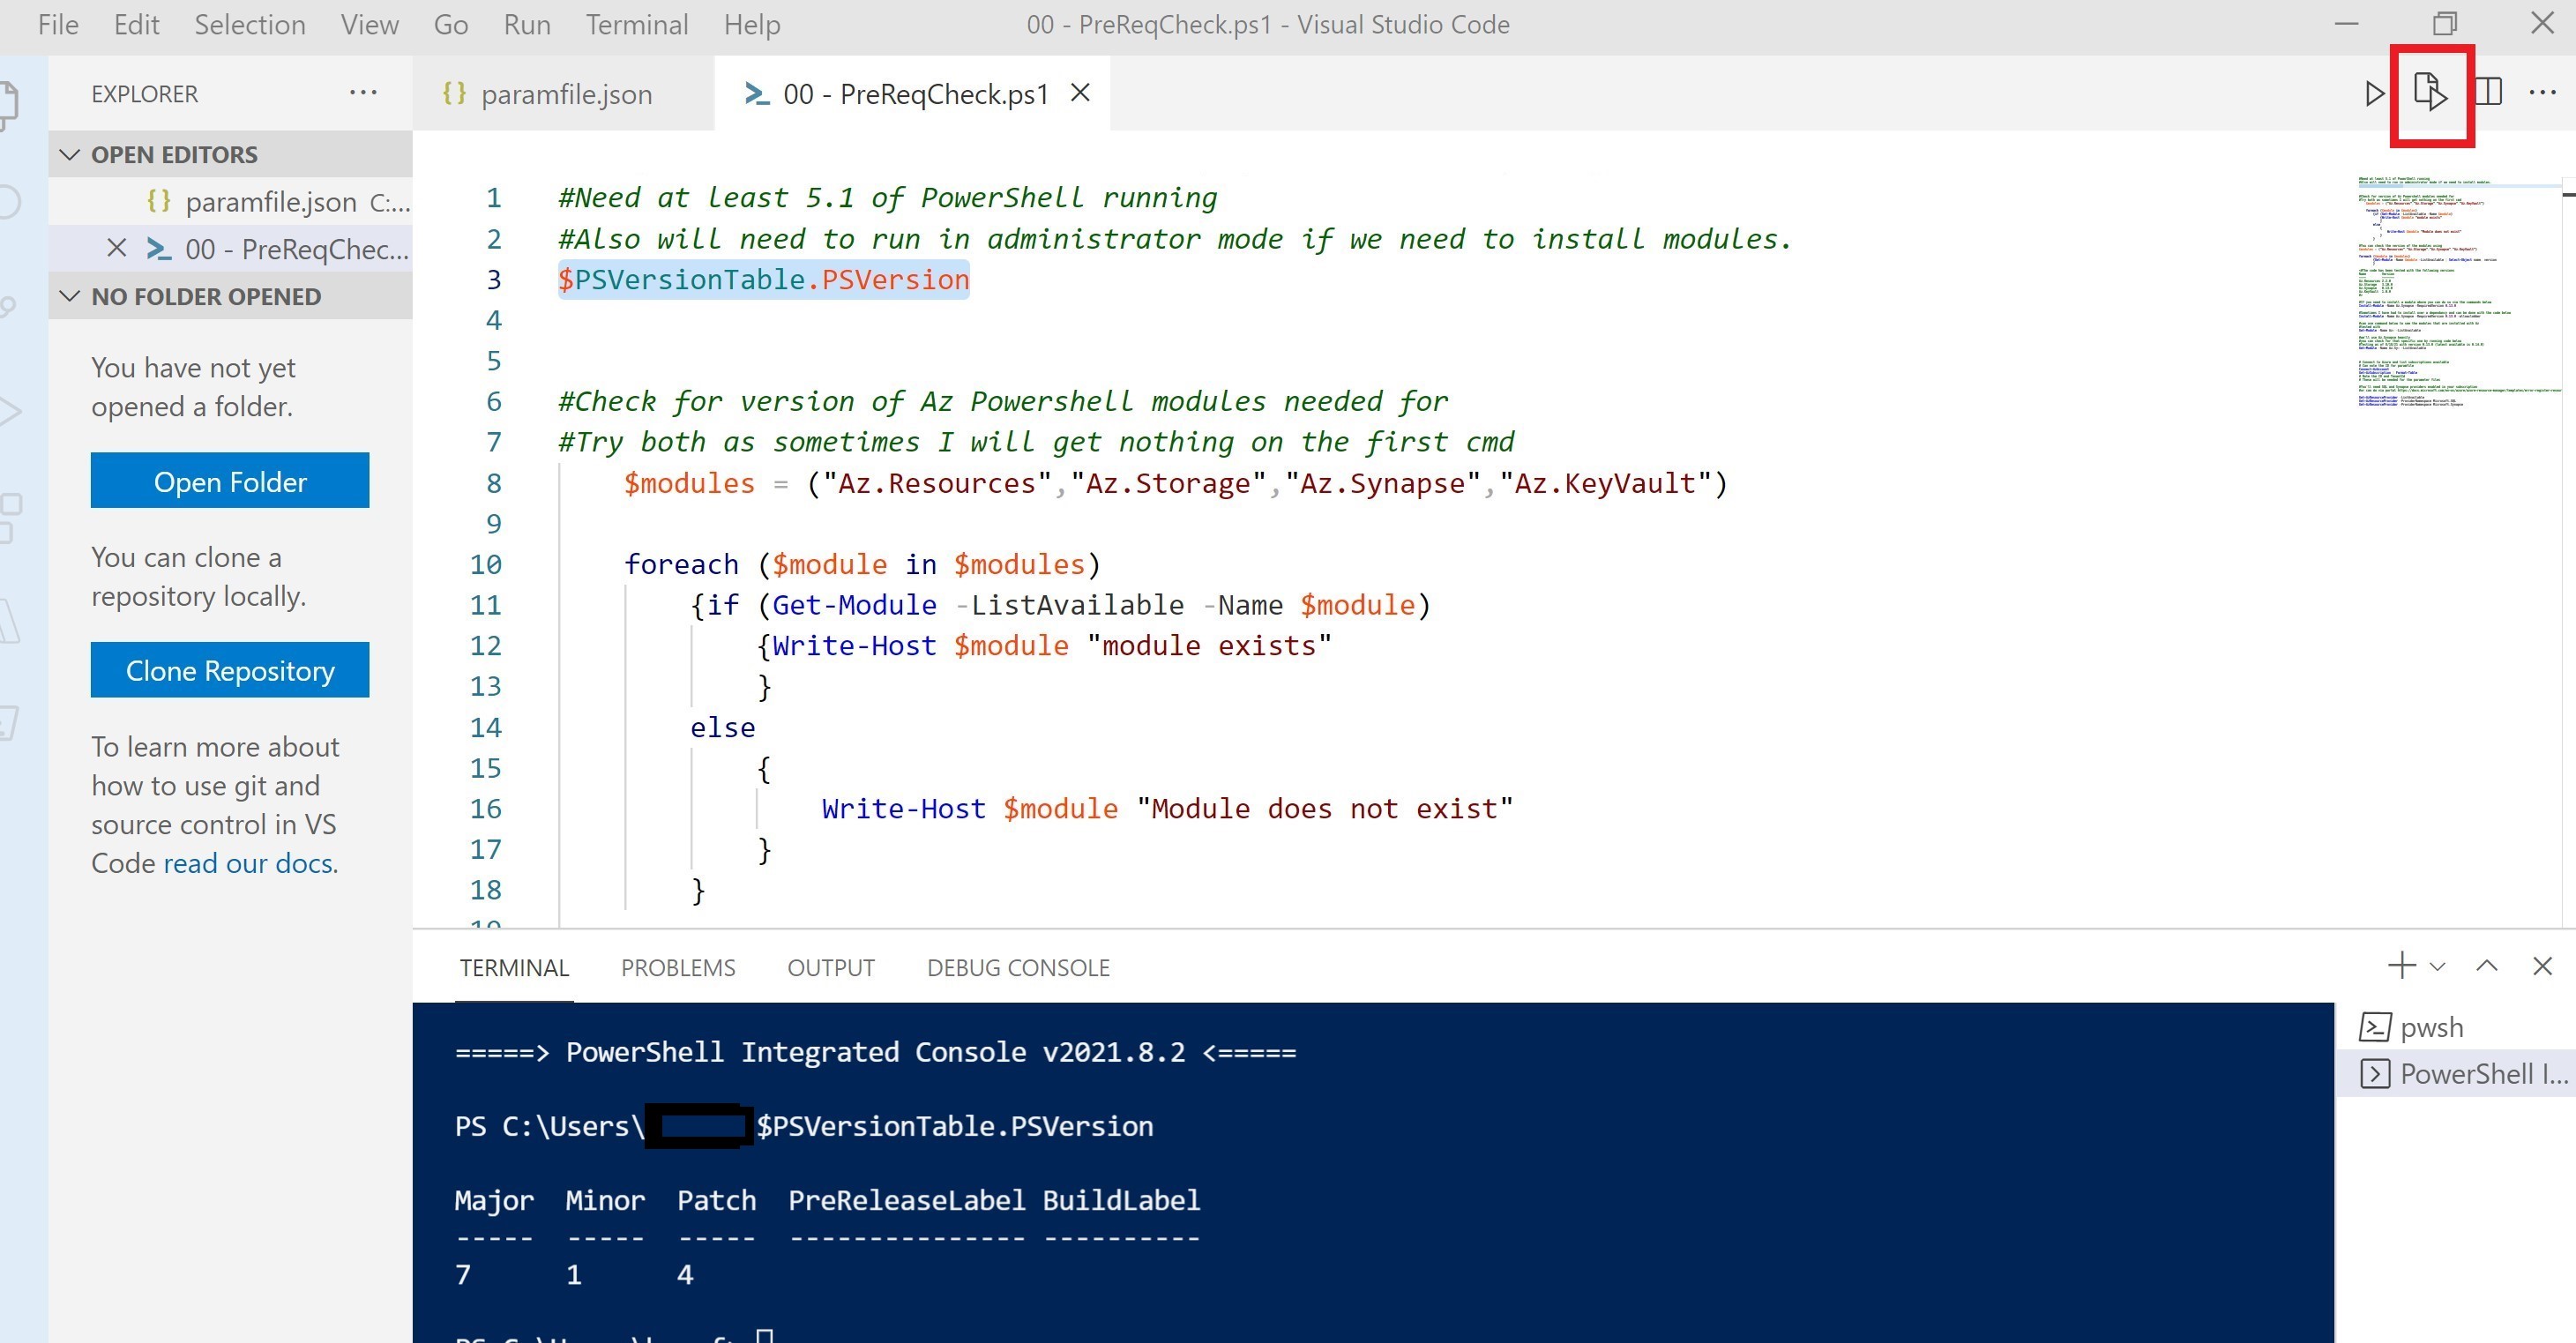 File Edit Selection View Go Run Terminal Help 00 - PreReqCheck.ps1 - Visual Studio Code
EXPLORER ...
{} paramfile.json
00 - PreReqCheck.ps1
OPEN EDITORS
{} paramfile.json C:...
00 - PreReqChec...
NO FOLDER OPENED
You have not yet
opened a folder.
Open Folder
You can clone a
repository locally.
Clone Repository
To learn more about
how to use git and
source control in VS
Code read our docs.
1 #Need at least 5.1 of PowerShell running
2 #Also will need to run in administrator mode if we need to install modules.
3 $PSVersionTable.PSVersion
4
5
6 #Check for version of Az Powershell modules needed for
7 #Try both as sometimes I will get nothing on the first cmd
8 $modules = ("Az.Resources","Az.Storage","Az.Synapse","Az.KeyVault")
9
10 foreach ($module in $modules)
11 {if (Get-Module -ListAvailable -Name $module)
12 {Write-Host $module "module exists"
13 }
14 else
15 {
16 Write-Host $module "Module does not exist"
17 }
18 }
19
TERMINAL PROBLEMS OUTPUT DEBUG CONSOLE
=====> PowerShell Integrated Console v2021.8.2 <=====
PS C:\Users\ $PSVersionTable.PSVersion
Major Minor Patch PreReleaseLabel BuildLabel
----- ----- ----- --------------- ----------
7 1 4
pwsh
PowerShell I...